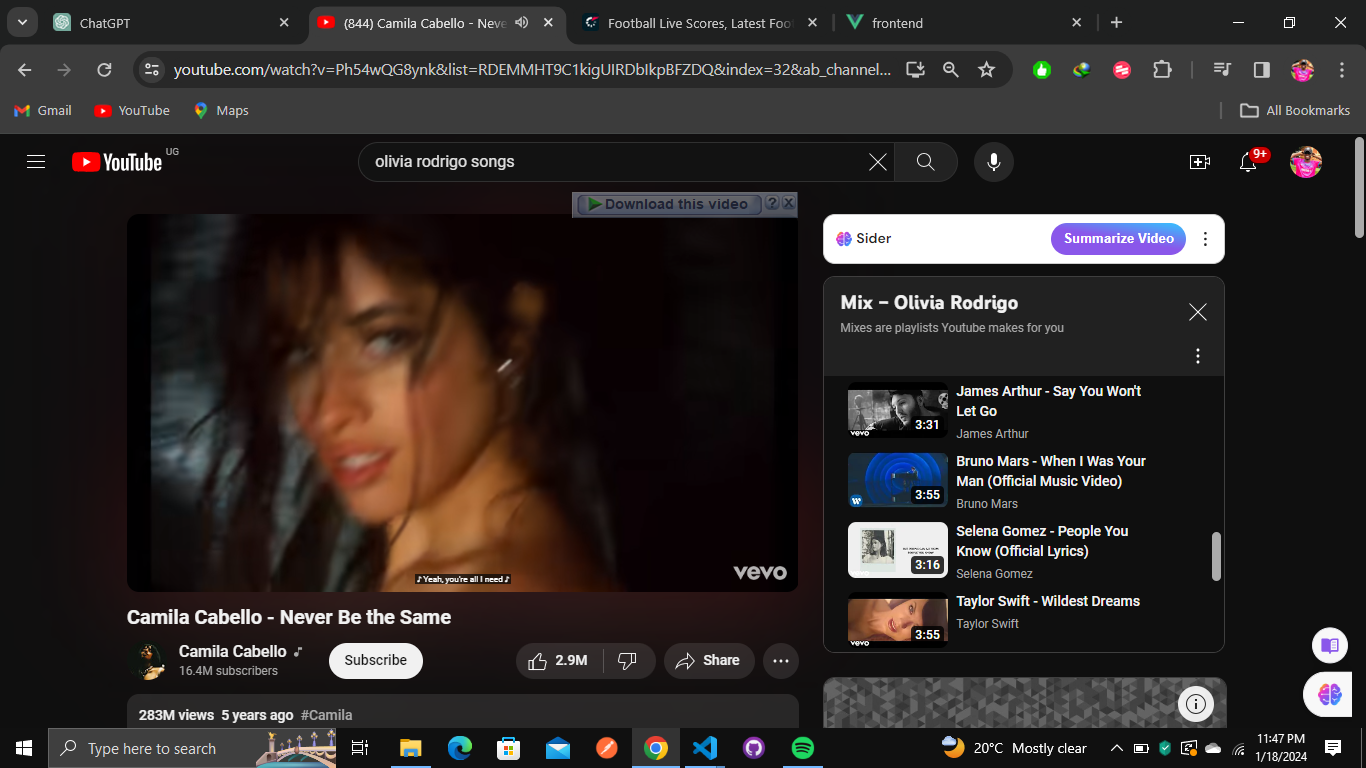 ChatGPT
(844) Camila Cabello - Neve
Football Live Scores, Latest Foot
frontend
youtube.com/watch?v=Ph54wQG8ynk&list=RDEMMHT9C1kigUIRDbIkpBFZDQ&index=32&ab_channel...
Gmail
YouTube
Maps
All Bookmarks
YouTube UG
olivia rodrigo songs
9+
Download this video ? X
♪ Yeah, you're all I need ♪
vevo
Camila Cabello - Never Be the Same
Camila Cabello
16.4M subscribers
Subscribe
2.9M
Share
283M views 5 years ago #Camila
Sider
Summarize Video
Mix – Olivia Rodrigo
Mixes are playlists Youtube makes for you
vevo
3:31
James Arthur - Say You Won't
Let Go
James Arthur
3:55
Bruno Mars - When I Was Your
Man (Official Music Video)
Bruno Mars
3:16
Selena Gomez - People You
Know (Official Lyrics)
Selena Gomez
vevo
3:55
Taylor Swift - Wildest Dreams
Taylor Swift
Type here to search
20°C Mostly clear
11:47 PM
1/18/2024